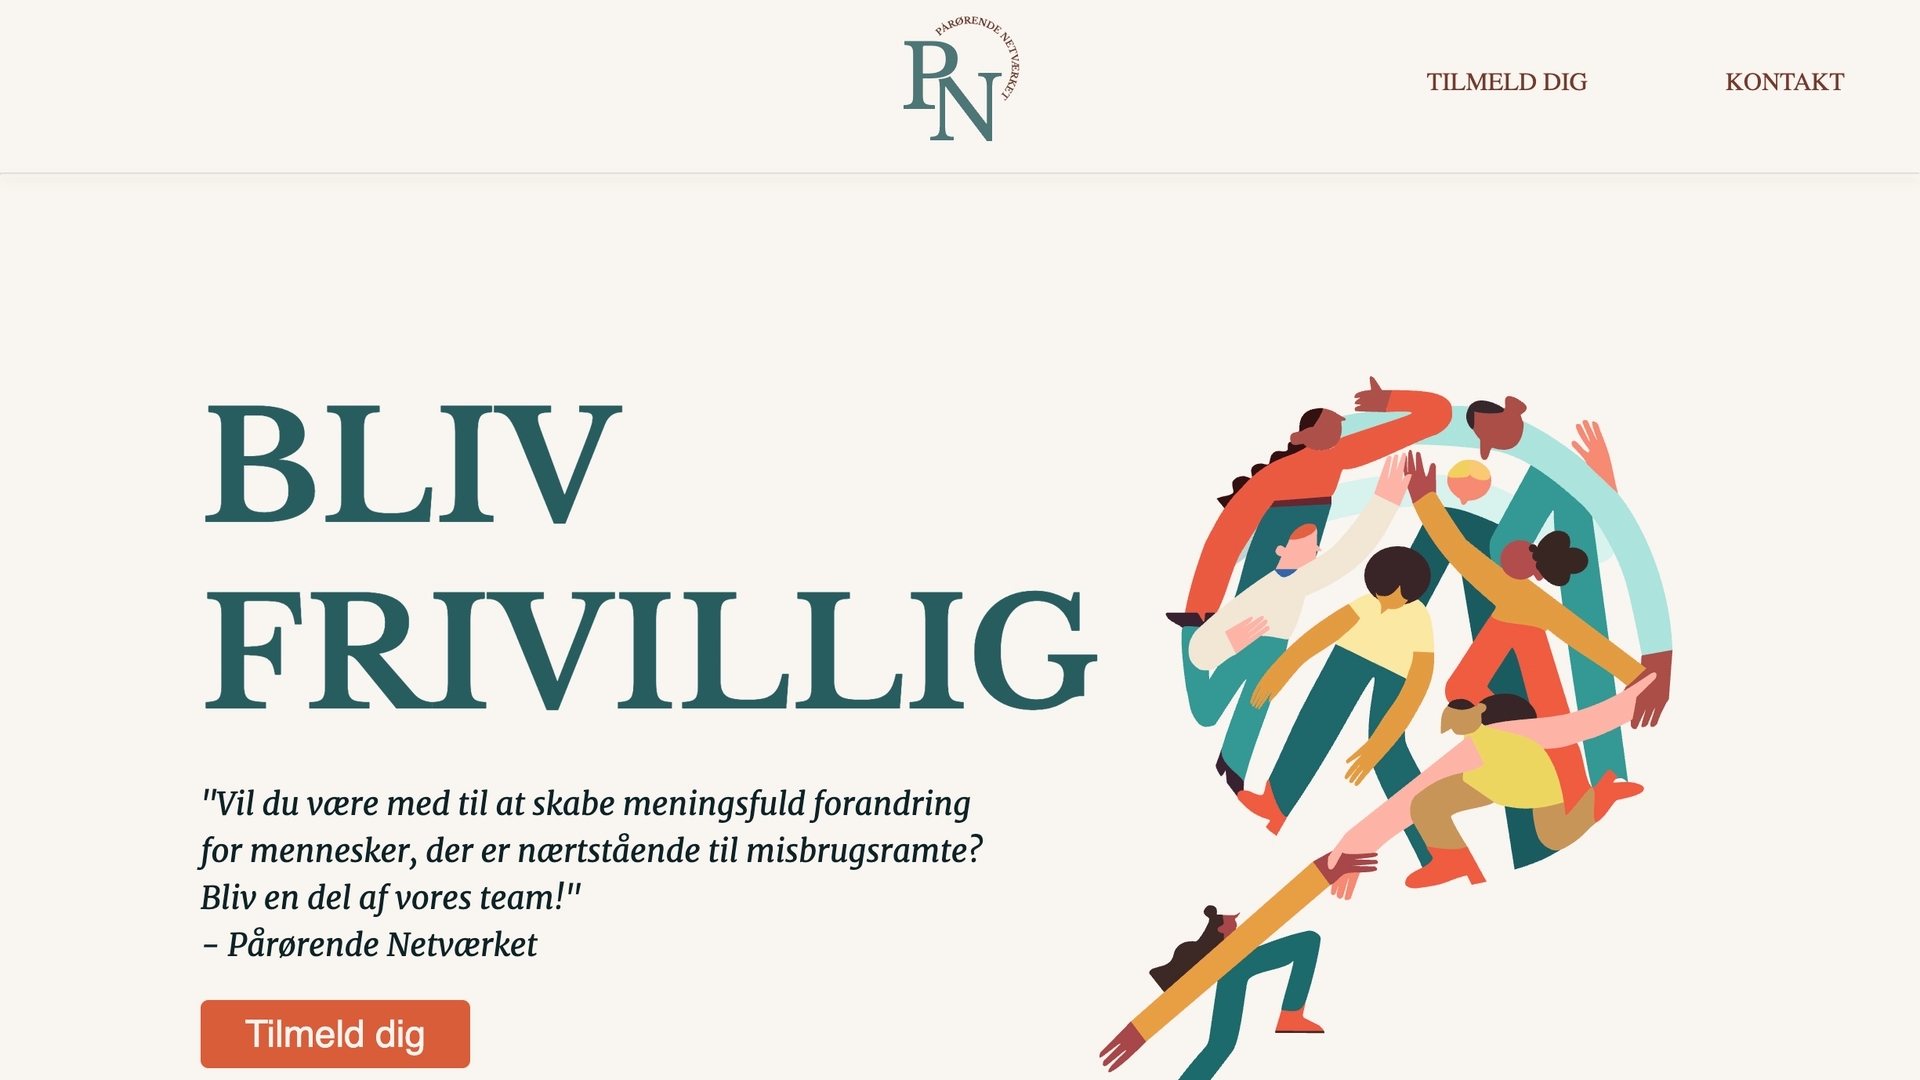 PÅRØRENDE NETVÆRKET
PN
TILMELD DIG
KONTAKT
BLIV
FRIVILLIG
"Vil du være med til at skabe meningsfuld forandring
for mennesker, der er nærtstående til misbrugsramte?
Bliv en del af vores team!"
– Pårørende Netværket
Tilmeld dig